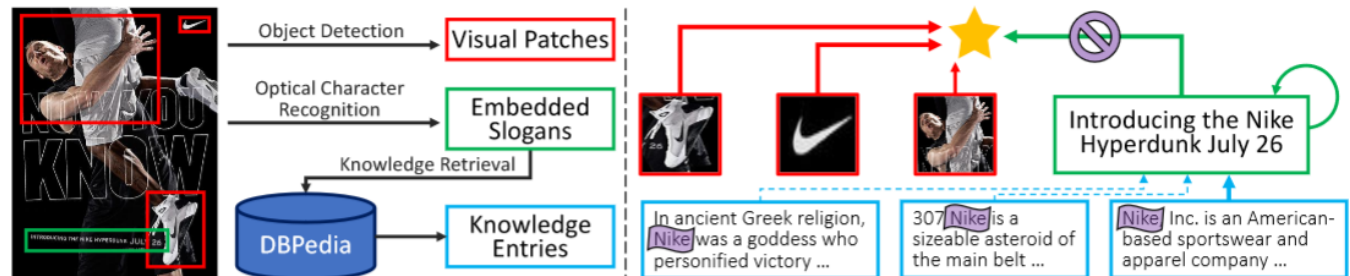 NOW YOU
KNOW
INTRODUCING THE NIKE HYPERDUNK JULY 26
Object Detection
Visual Patches
Optical Character
Recognition
Embedded
Slogans
Knowledge Retrieval
DBPedia
Knowledge
Entries
26
Introducing the Nike
Hyperdunk July 26
In ancient Greek religion,
Nike was a goddess who
personified victory ...
307 Nike is a
sizeable asteroid of
the main belt ...
Nike Inc. is an American-
based sportswear and
apparel company ...